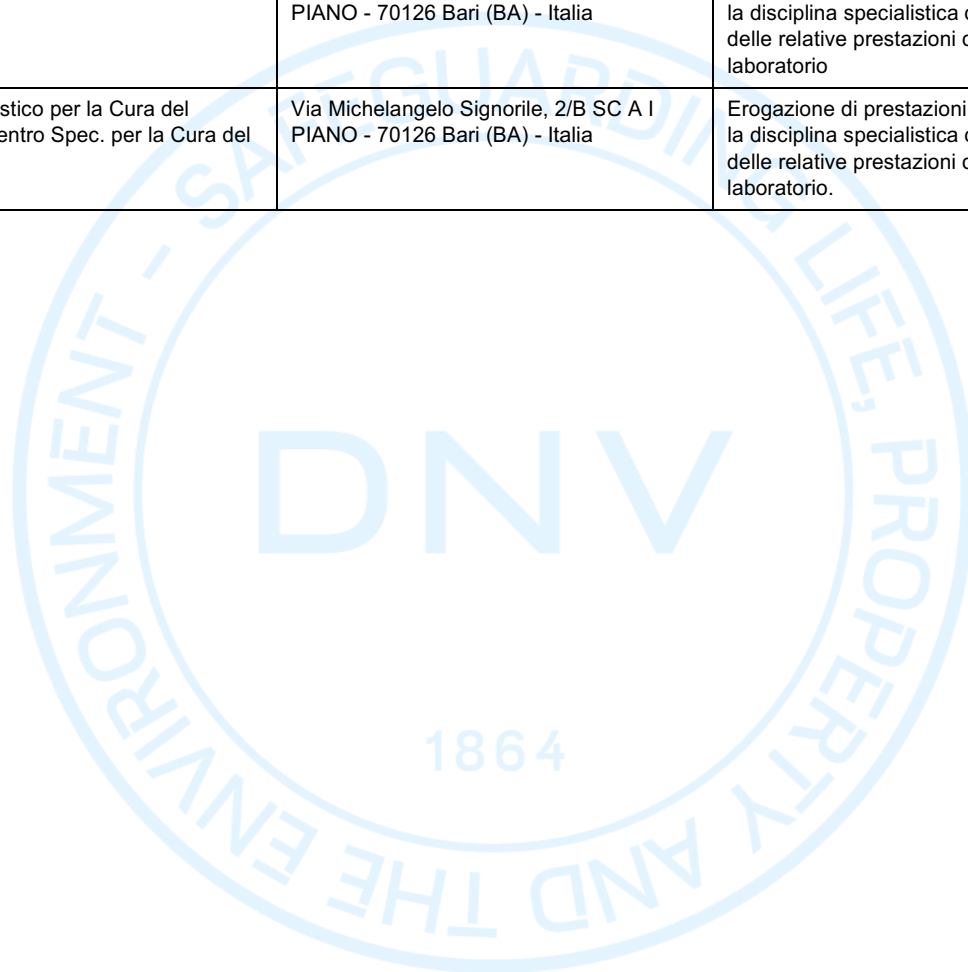 PIANO - 70126 Bari (BA) - Italia
la disciplina specialistica
delle relative prestazioni
laboratorio
per la Cura del
Spec. per la Cura del
Via Michelangelo Signorile, 2/B SC A I
PIANO - 70126 Bari (BA) - Italia
Erogazione di prestazioni
la disciplina specialistica
delle relative prestazioni
laboratorio.
SAFEGUARDING LIFE, PROPERTY AND THE ENVIRONMENT -
DNV
1864